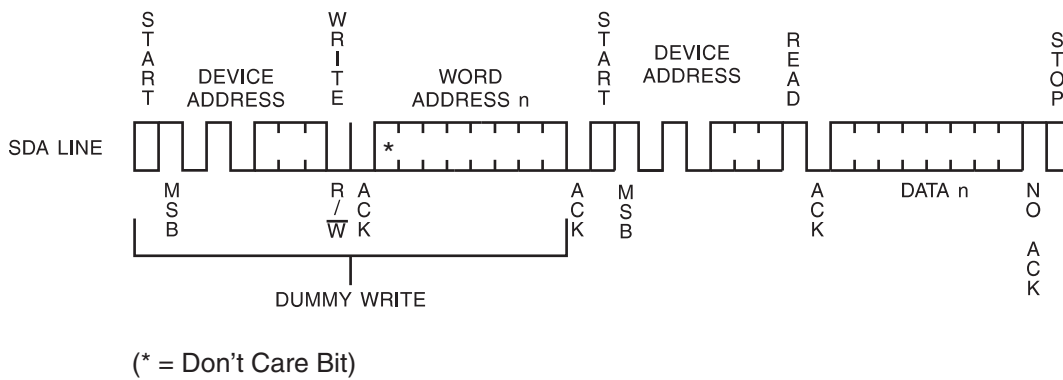 START
DEVICE
ADDRESS
WRITE
WORD
ADDRESS n
START
DEVICE
ADDRESS
READ
STOP
SDA LINE
*
MSB
R/W̅
ACK
ACK
MSB
ACK
DATA n
NO ACK
DUMMY WRITE
(* = Don't Care Bit)